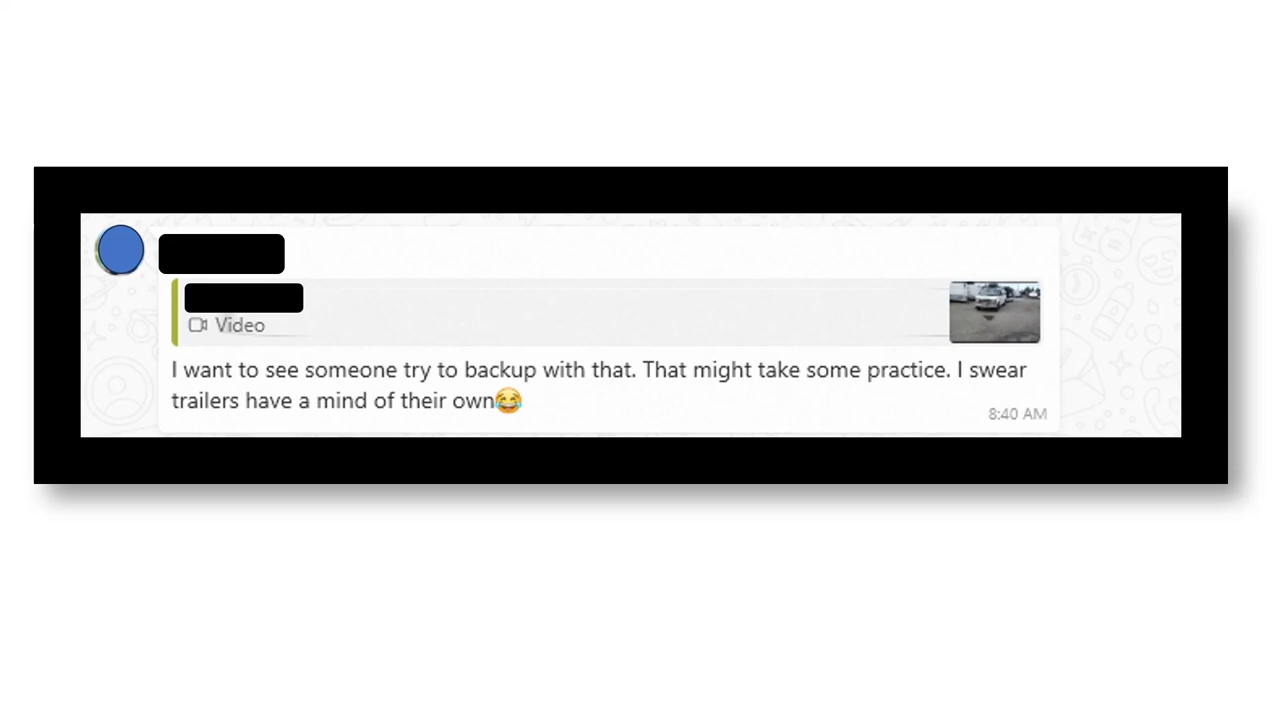 Video
I want to see someone try to backup with that. That might take some practice. I swear
trailers have a mind of their own😂
8:40 AM